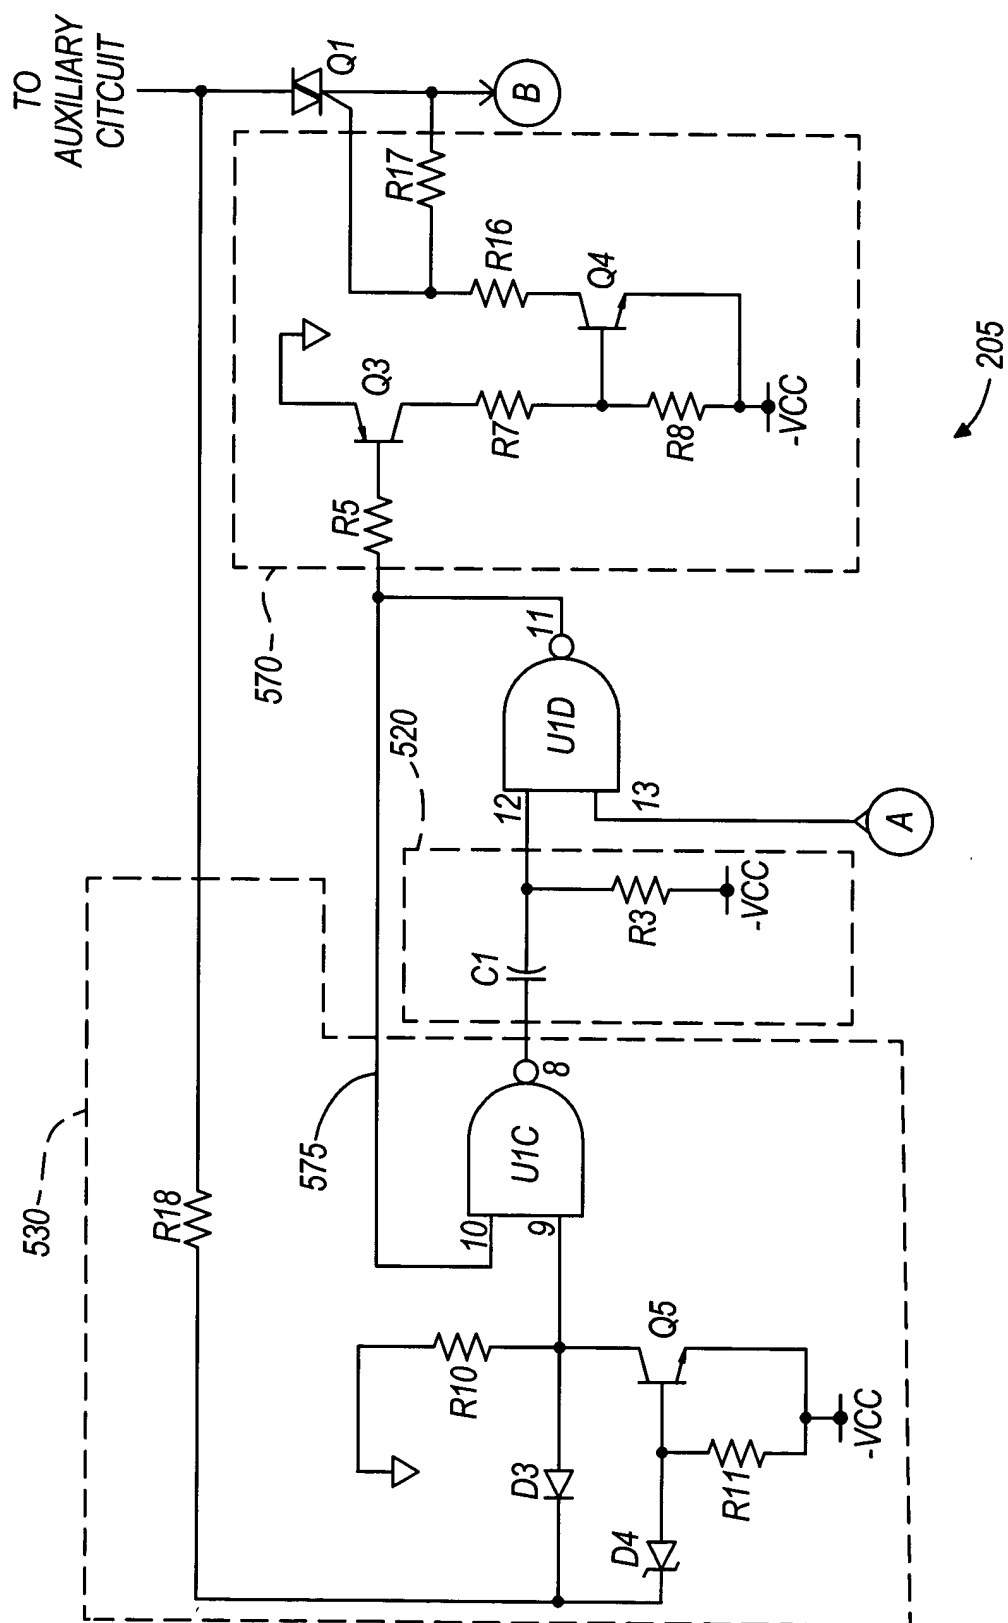 TO
AUXILIARY
CITCUIT
Q1
B
R17
R16
Q4
Q3
R7
R8
-VCC
R5
205
570
520
11
U1D
12
13
A
C1
R3
-VCC
530
575
R18
8
U1C
10
9
R10
Q5
D3
D4
R11
-VCC